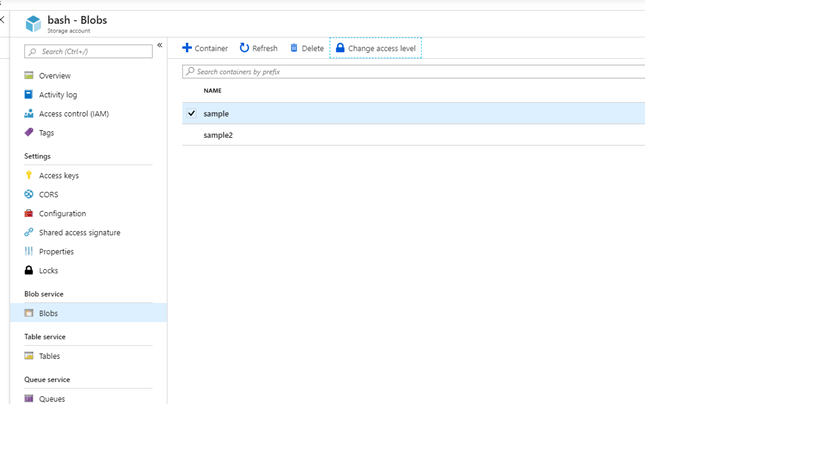 bash - Blobs
Storage account
Search (Ctrl+/)
«
Overview
Activity log
Access control (IAM)
Tags
Settings
Access keys
CORS
Configuration
Shared access signature
Properties
Locks
Blob service
Blobs
Table service
Tables
Queue service
Queues
Container Refresh Delete Change access level
Search containers by prefix
NAME
sample
sample2